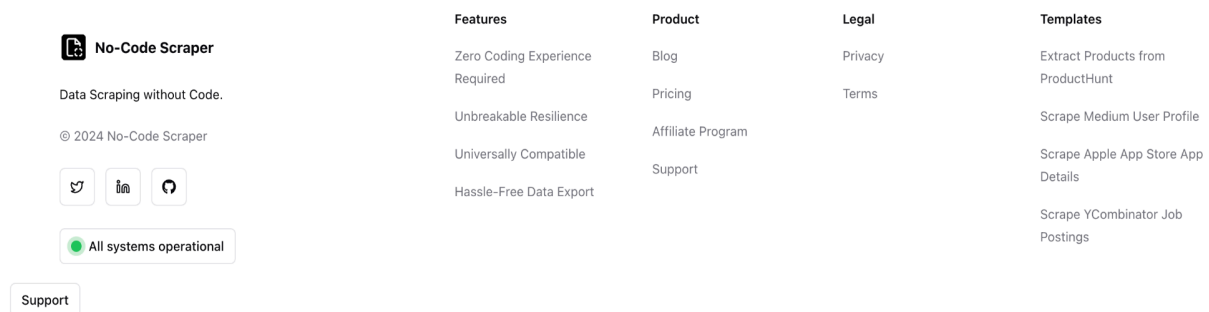 No-Code Scraper
Data Scraping without Code.
© 2024 No-Code Scraper
All systems operational
Support
Features
Zero Coding Experience
Required
Unbreakable Resilience
Universally Compatible
Hassle-Free Data Export
Product
Blog
Pricing
Affiliate Program
Support
Legal
Privacy
Terms
Templates
Extract Products from
ProductHunt
Scrape Medium User Profile
Scrape Apple App Store App
Details
Scrape YCombinator Job
Postings